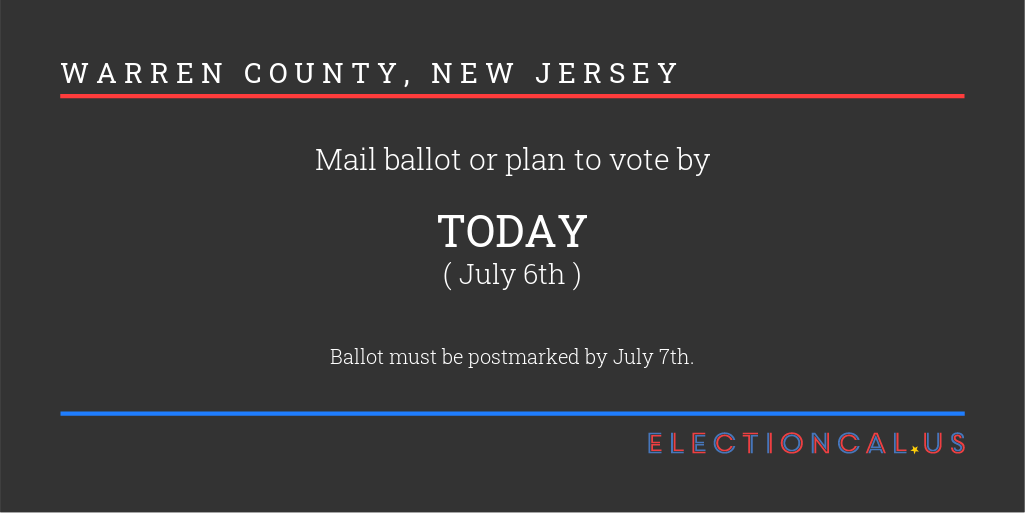 WARREN COUNTY, NEW JERSEY
Mail ballot or plan to vote by
TODAY
( July 6th )
Ballot must be postmarked by July 7th.
ELECTIONCAL.US